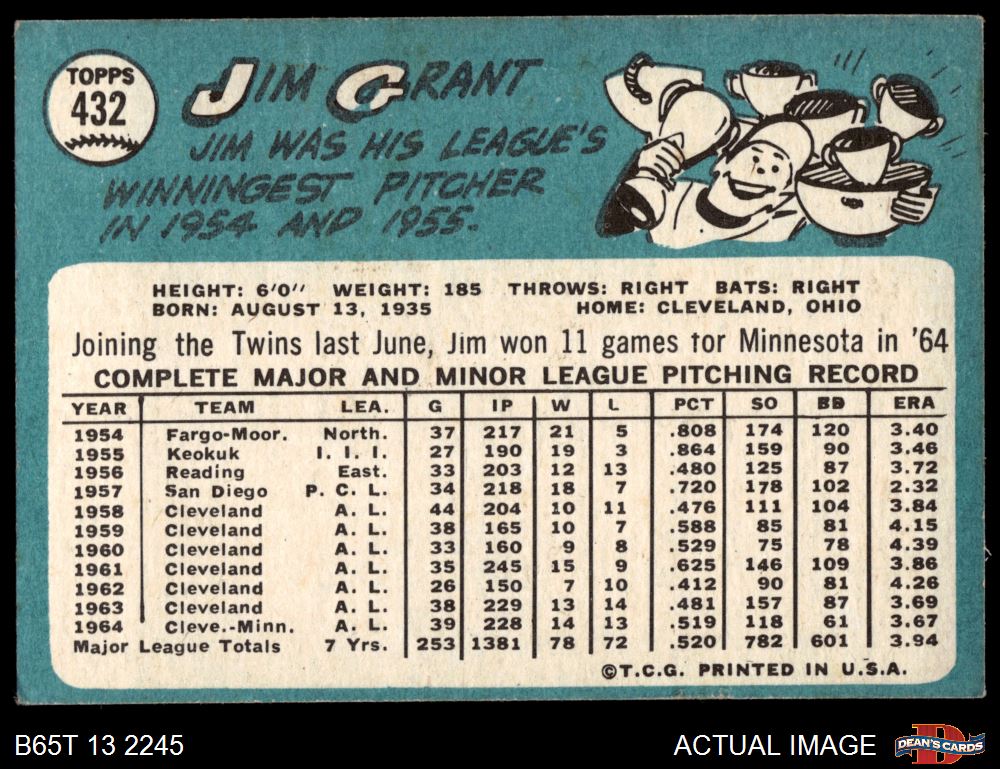 TOPPS
432
JIM GRANT
JIM WAS HIS LEAGUE'S
WINNINGEST PITCHER
IN 1954 AND 1955.
HEIGHT: 6'0" WEIGHT: 185 THROWS: RIGHT BATS: RIGHT
BORN: AUGUST 13, 1935 HOME: CLEVELAND, OHIO
Joining the Twins last June, Jim won 11 games for Minnesota in '64
COMPLETE MAJOR AND MINOR LEAGUE PITCHING RECORD
YEAR TEAM LEA. G IP W L PCT SO BB ERA
1954 Fargo-Moor. North. 37 217 21 5 .808 174 120 3.40
1955 Keokuk I. I. I. 27 190 19 3 .864 159 90 3.46
1956 Reading East. 33 203 12 13 .480 125 87 3.72
1957 San Diego P. C. L. 34 218 18 7 .720 178 102 2.32
1958 Cleveland A. L. 44 204 10 11 .476 111 104 3.84
1959 Cleveland A. L. 38 165 10 7 .588 85 81 4.15
1960 Cleveland A. L. 33 160 9 8 .529 75 78 4.39
1961 Cleveland A. L. 35 245 15 9 .625 146 109 3.86
1962 Cleveland A. L. 26 150 7 10 .412 90 81 4.26
1963 Cleveland A. L. 38 229 13 14 .481 157 87 3.69
1964 Cleve.-Minn. A. L. 39 228 14 13 .519 118 61 3.67
Major League Totals 7 Yrs. 253 1381 78 72 .520 782 601 3.94
©T.C.G. PRINTED IN U.S.A.
B65T 13 2245
ACTUAL IMAGE
D
DEAN'S CARDS